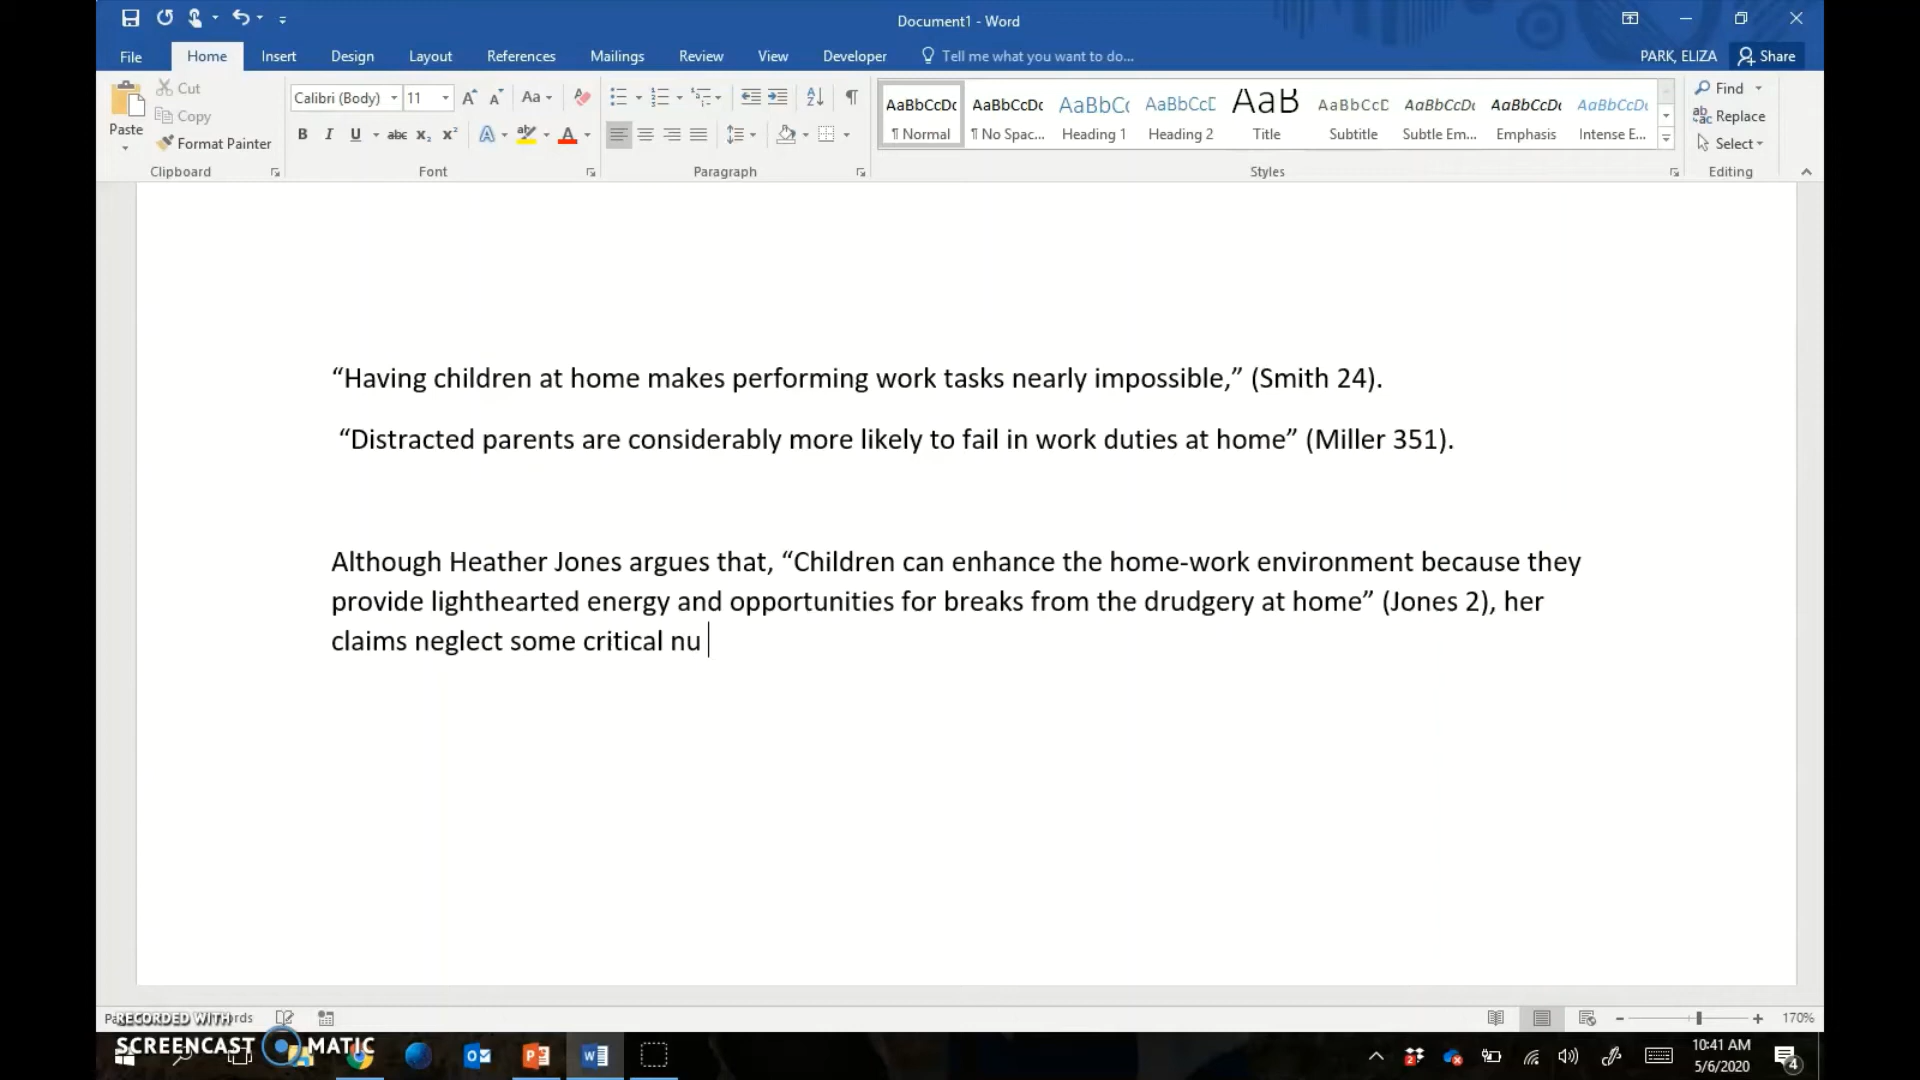 Document1 - Word
PARK, ELIZA Share
File Home Insert Design Layout References Mailings Review View Developer Tell me what you want to do...
Paste
Cut
Copy
Format Painter
Clipboard
Calibri (Body) 11
Font
Paragraph
AaBbCcDc AaBbCcDc AaBbC AaBbCcD AaB AaBbCcD AaBbCcDc AaBbCcDc AaBbCcDc
¶ Normal ¶ No Spac... Heading 1 Heading 2 Title Subtitle Subtle Em... Emphasis Intense E...
Styles
Find
Replace
Select
Editing
“Having children at home makes performing work tasks nearly impossible,” (Smith 24).
“Distracted parents are considerably more likely to fail in work duties at home” (Miller 351).
Although Heather Jones argues that, “Children can enhance the home-work environment because they
provide lighthearted energy and opportunities for breaks from the drudgery at home” (Jones 2), her
claims neglect some critical nu
170%
RECORDED WITH
SCREENCAST MATIC
10:41 AM
5/6/2020
4